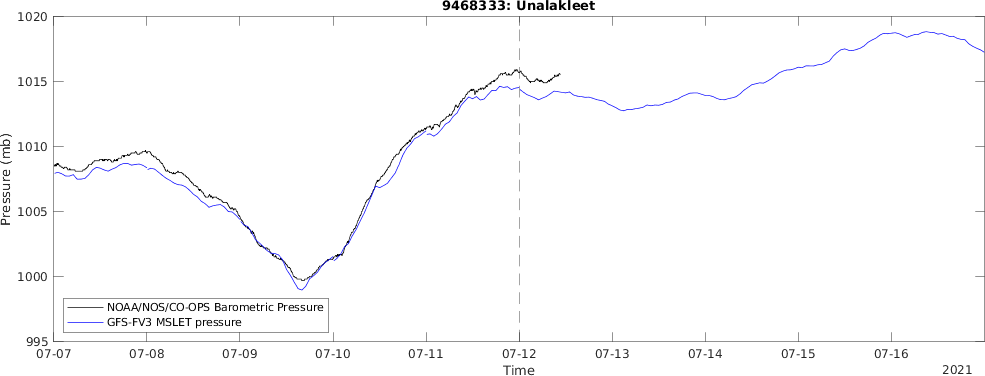 9468333: Unalakleet
1020
1015
1010
1005
1000
995
Pressure (mb)
NOAA/NOS/CO-OPS Barometric Pressure
GFS-FV3 MSLET pressure
07-07 07-08 07-09 07-10 07-11 07-12 07-13 07-14 07-15 07-16
Time
2021